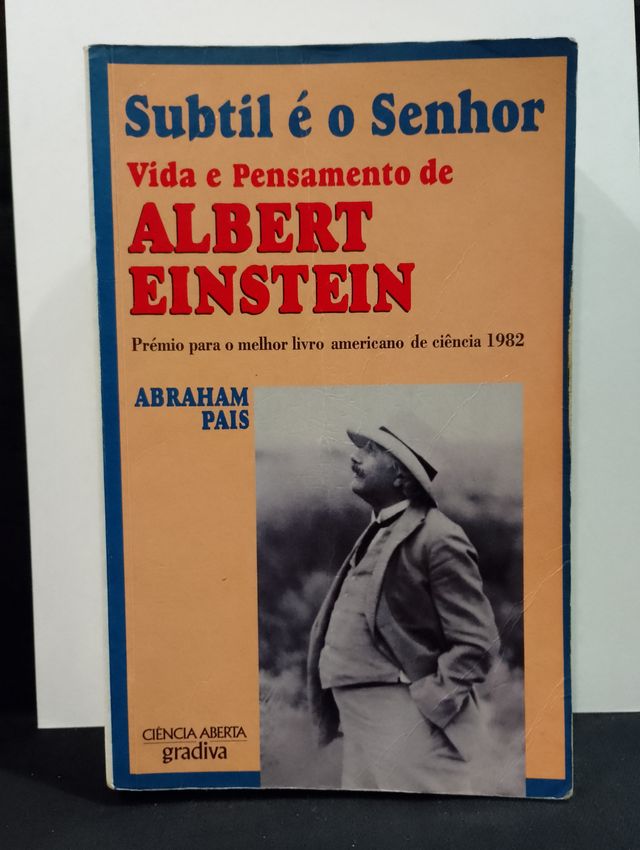 Subtil é o Senhor
Vida e Pensamento de
ALBERT
EINSTEIN
Prémio para o melhor livro americano de ciência 1982
ABRAHAM
PAIS
CIÊNCIA ABERTA
gradiva